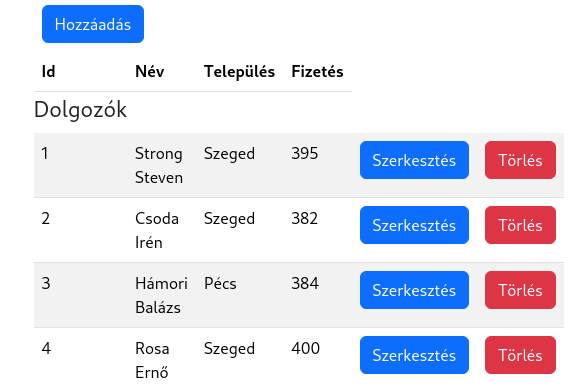 Hozzáadás
Id Név Település Fizetés
Dolgozók
1 Strong Szeged 395 Szerkesztés Törlés
Steven
2 Csoda Szeged 382 Szerkesztés Törlés
Irén
3 Hámori Pécs 384 Szerkesztés Törlés
Balázs
4 Rosa Szeged 400 Szerkesztés Törlés
Ernő